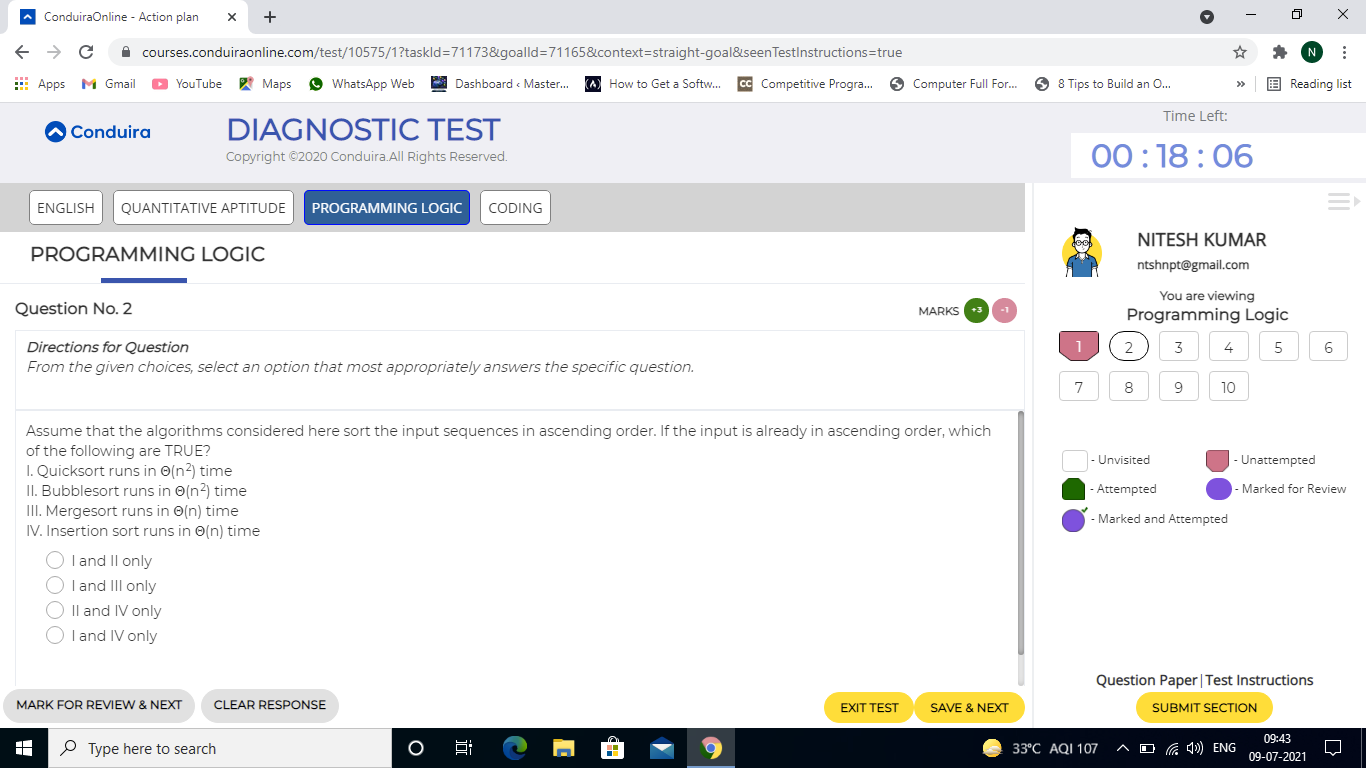 ConduiraOnline - Action plan
courses.conduiraonline.com/test/10575/1?taskId=71173&goalId=71165&context=straight-goal&seenTestInstructions=true
N
Apps Gmail YouTube Maps WhatsApp Web Dashboard ‹ Master... How to Get a Softw... CC Competitive Progra... Computer Full For... 8 Tips to Build an O... » Reading list
Conduira
DIAGNOSTIC TEST
Copyright ©2020 Conduira.All Rights Reserved.
Time Left:
00 : 18 : 06
ENGLISH QUANTITATIVE APTITUDE PROGRAMMING LOGIC CODING
PROGRAMMING LOGIC
NITESH KUMAR
ntshnpt@gmail.com
You are viewing
Programming Logic
Question No. 2
MARKS +3 -1
1 2 3 4 5 6
7 8 9 10
Directions for Question
From the given choices, select an option that most appropriately answers the specific question.
Assume that the algorithms considered here sort the input sequences in ascending order. If the input is already in ascending order, which
of the following are TRUE?
I. Quicksort runs in Θ(n²) time
II. Bubblesort runs in Θ(n²) time
III. Mergesort runs in Θ(n) time
IV. Insertion sort runs in Θ(n) time
I and II only
I and III only
II and IV only
I and IV only
- Unvisited - Unattempted
- Attempted - Marked for Review
- Marked and Attempted
Question Paper|Test Instructions
MARK FOR REVIEW & NEXT CLEAR RESPONSE EXIT TEST SAVE & NEXT SUBMIT SECTION
Type here to search
33°C AQI 107 ENG
09:43
09-07-2021